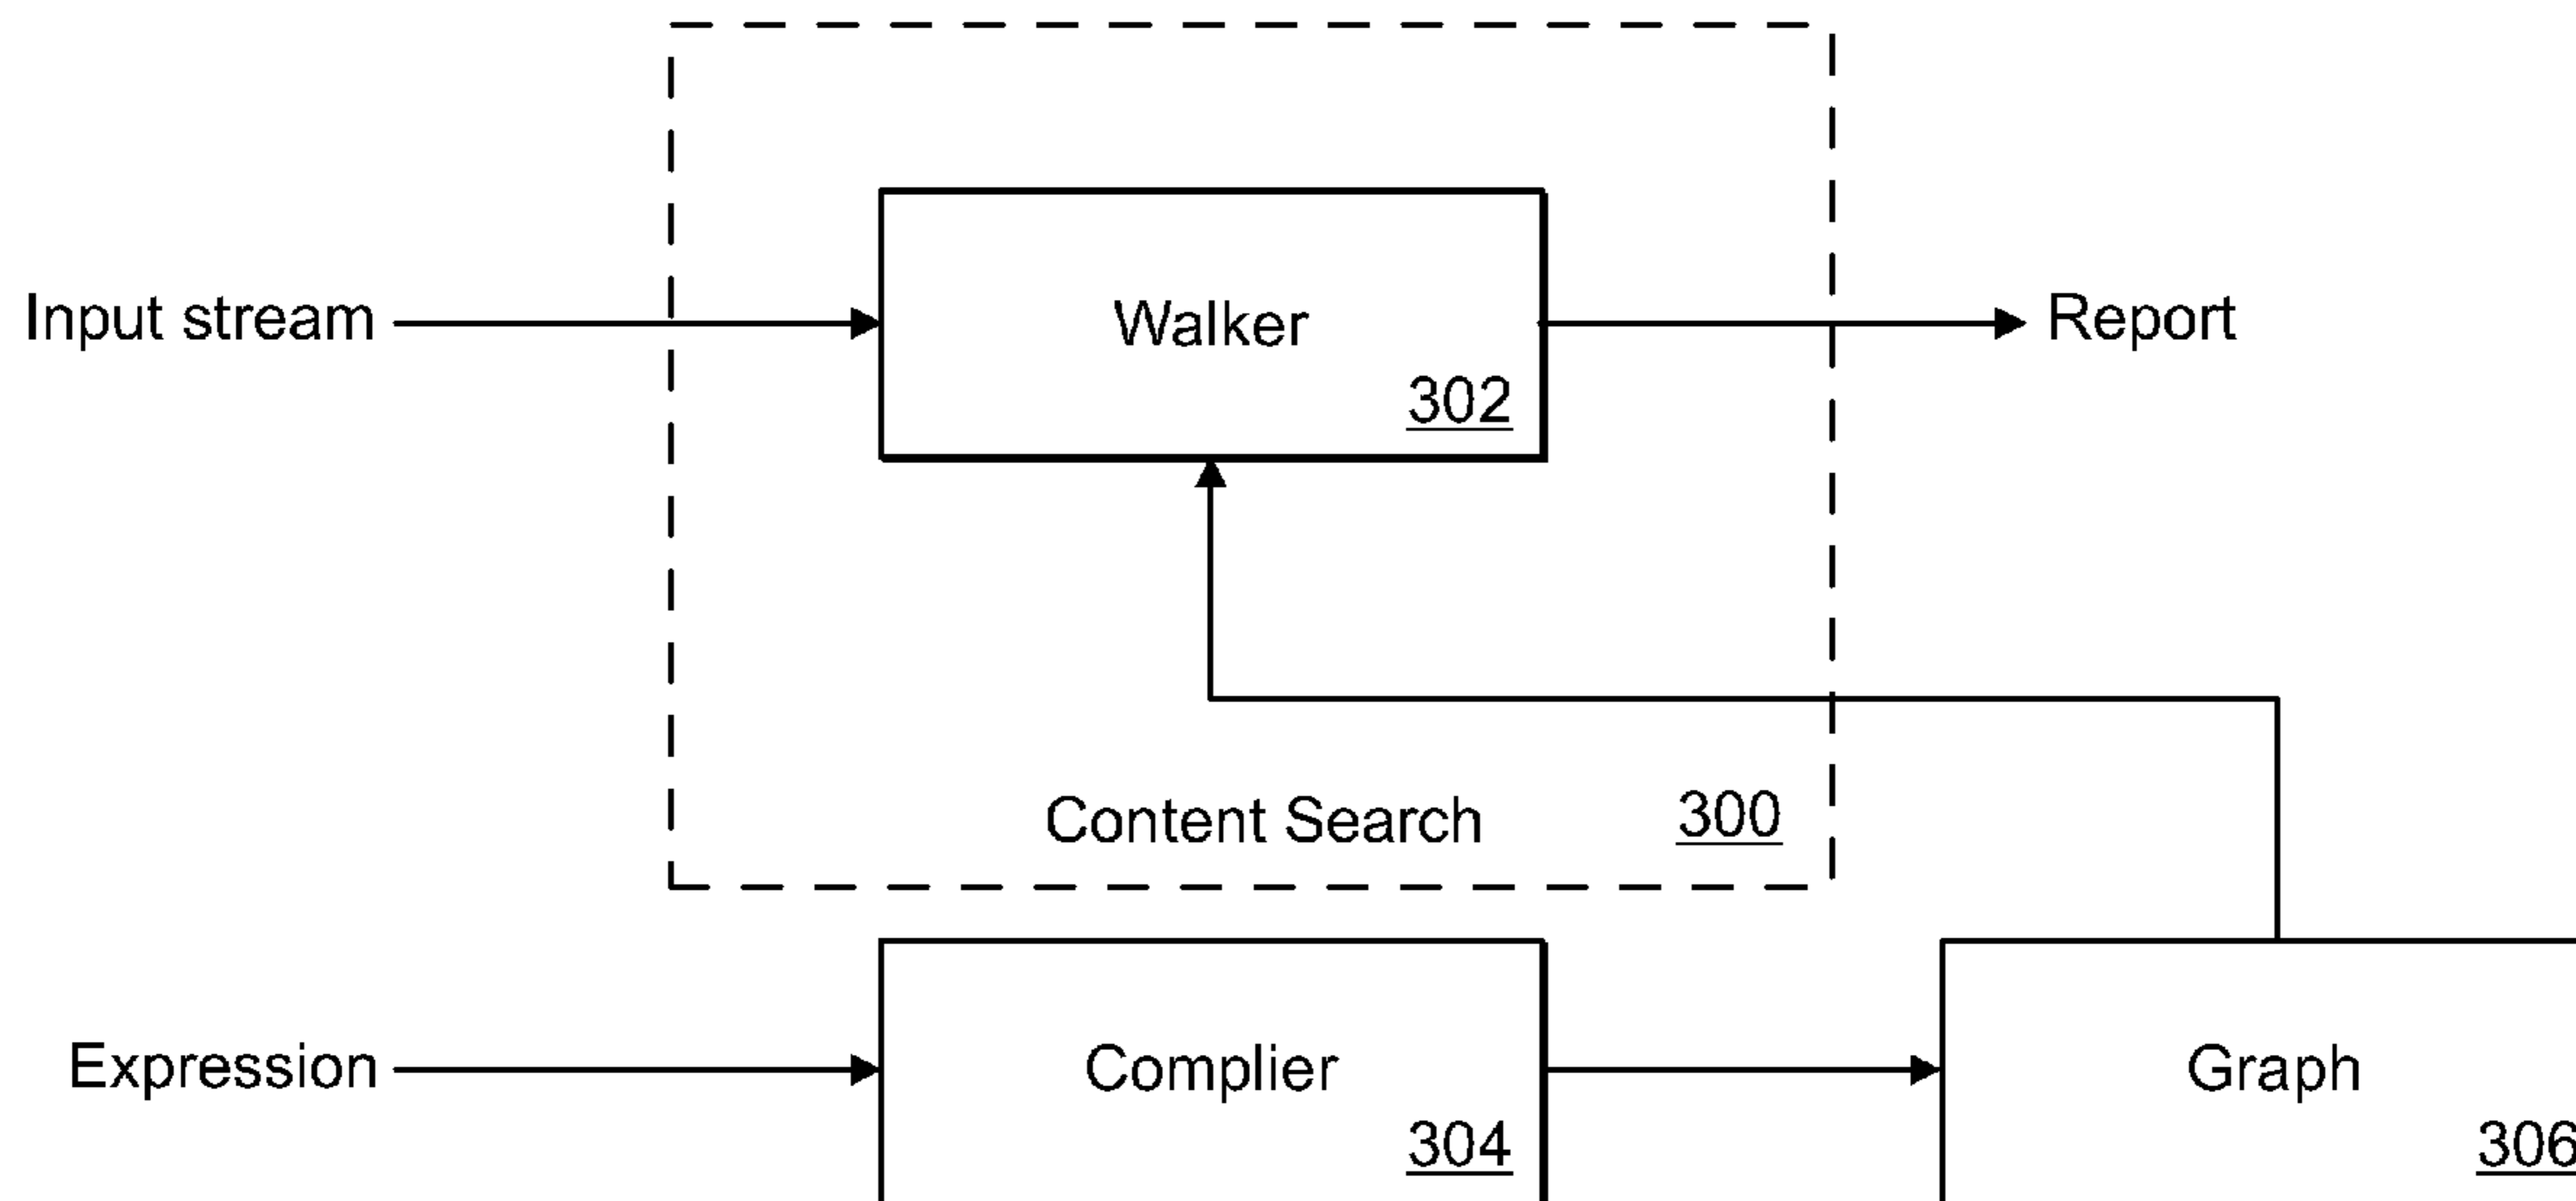 Input stream
Walker
302
Report
Content Search
300
Expression
Complier
304
Graph
306